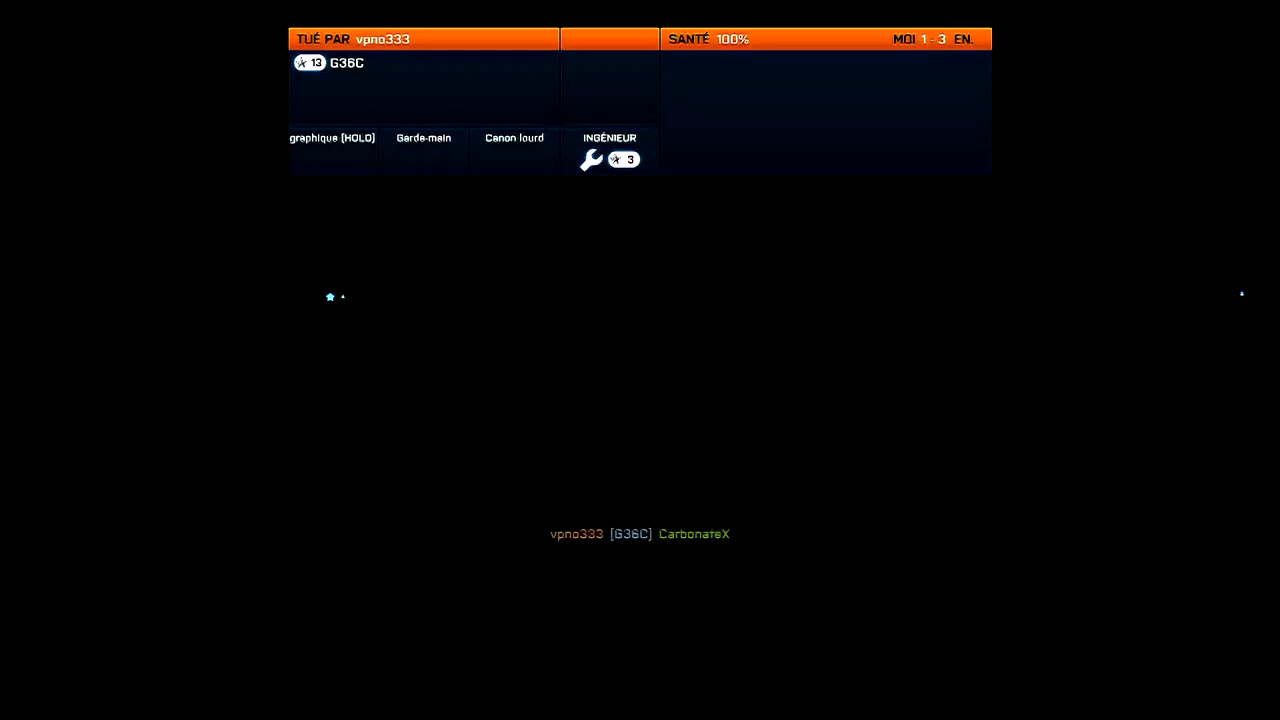 TUÉ PAR vpno333
SANTÉ 100%
MOI 1 - 3 EN.
13 G36C
graphique [HOLO]
Garde-main
Canon lourd
INGÉNIEUR
3
vpno333 [G36C] CarbonateX